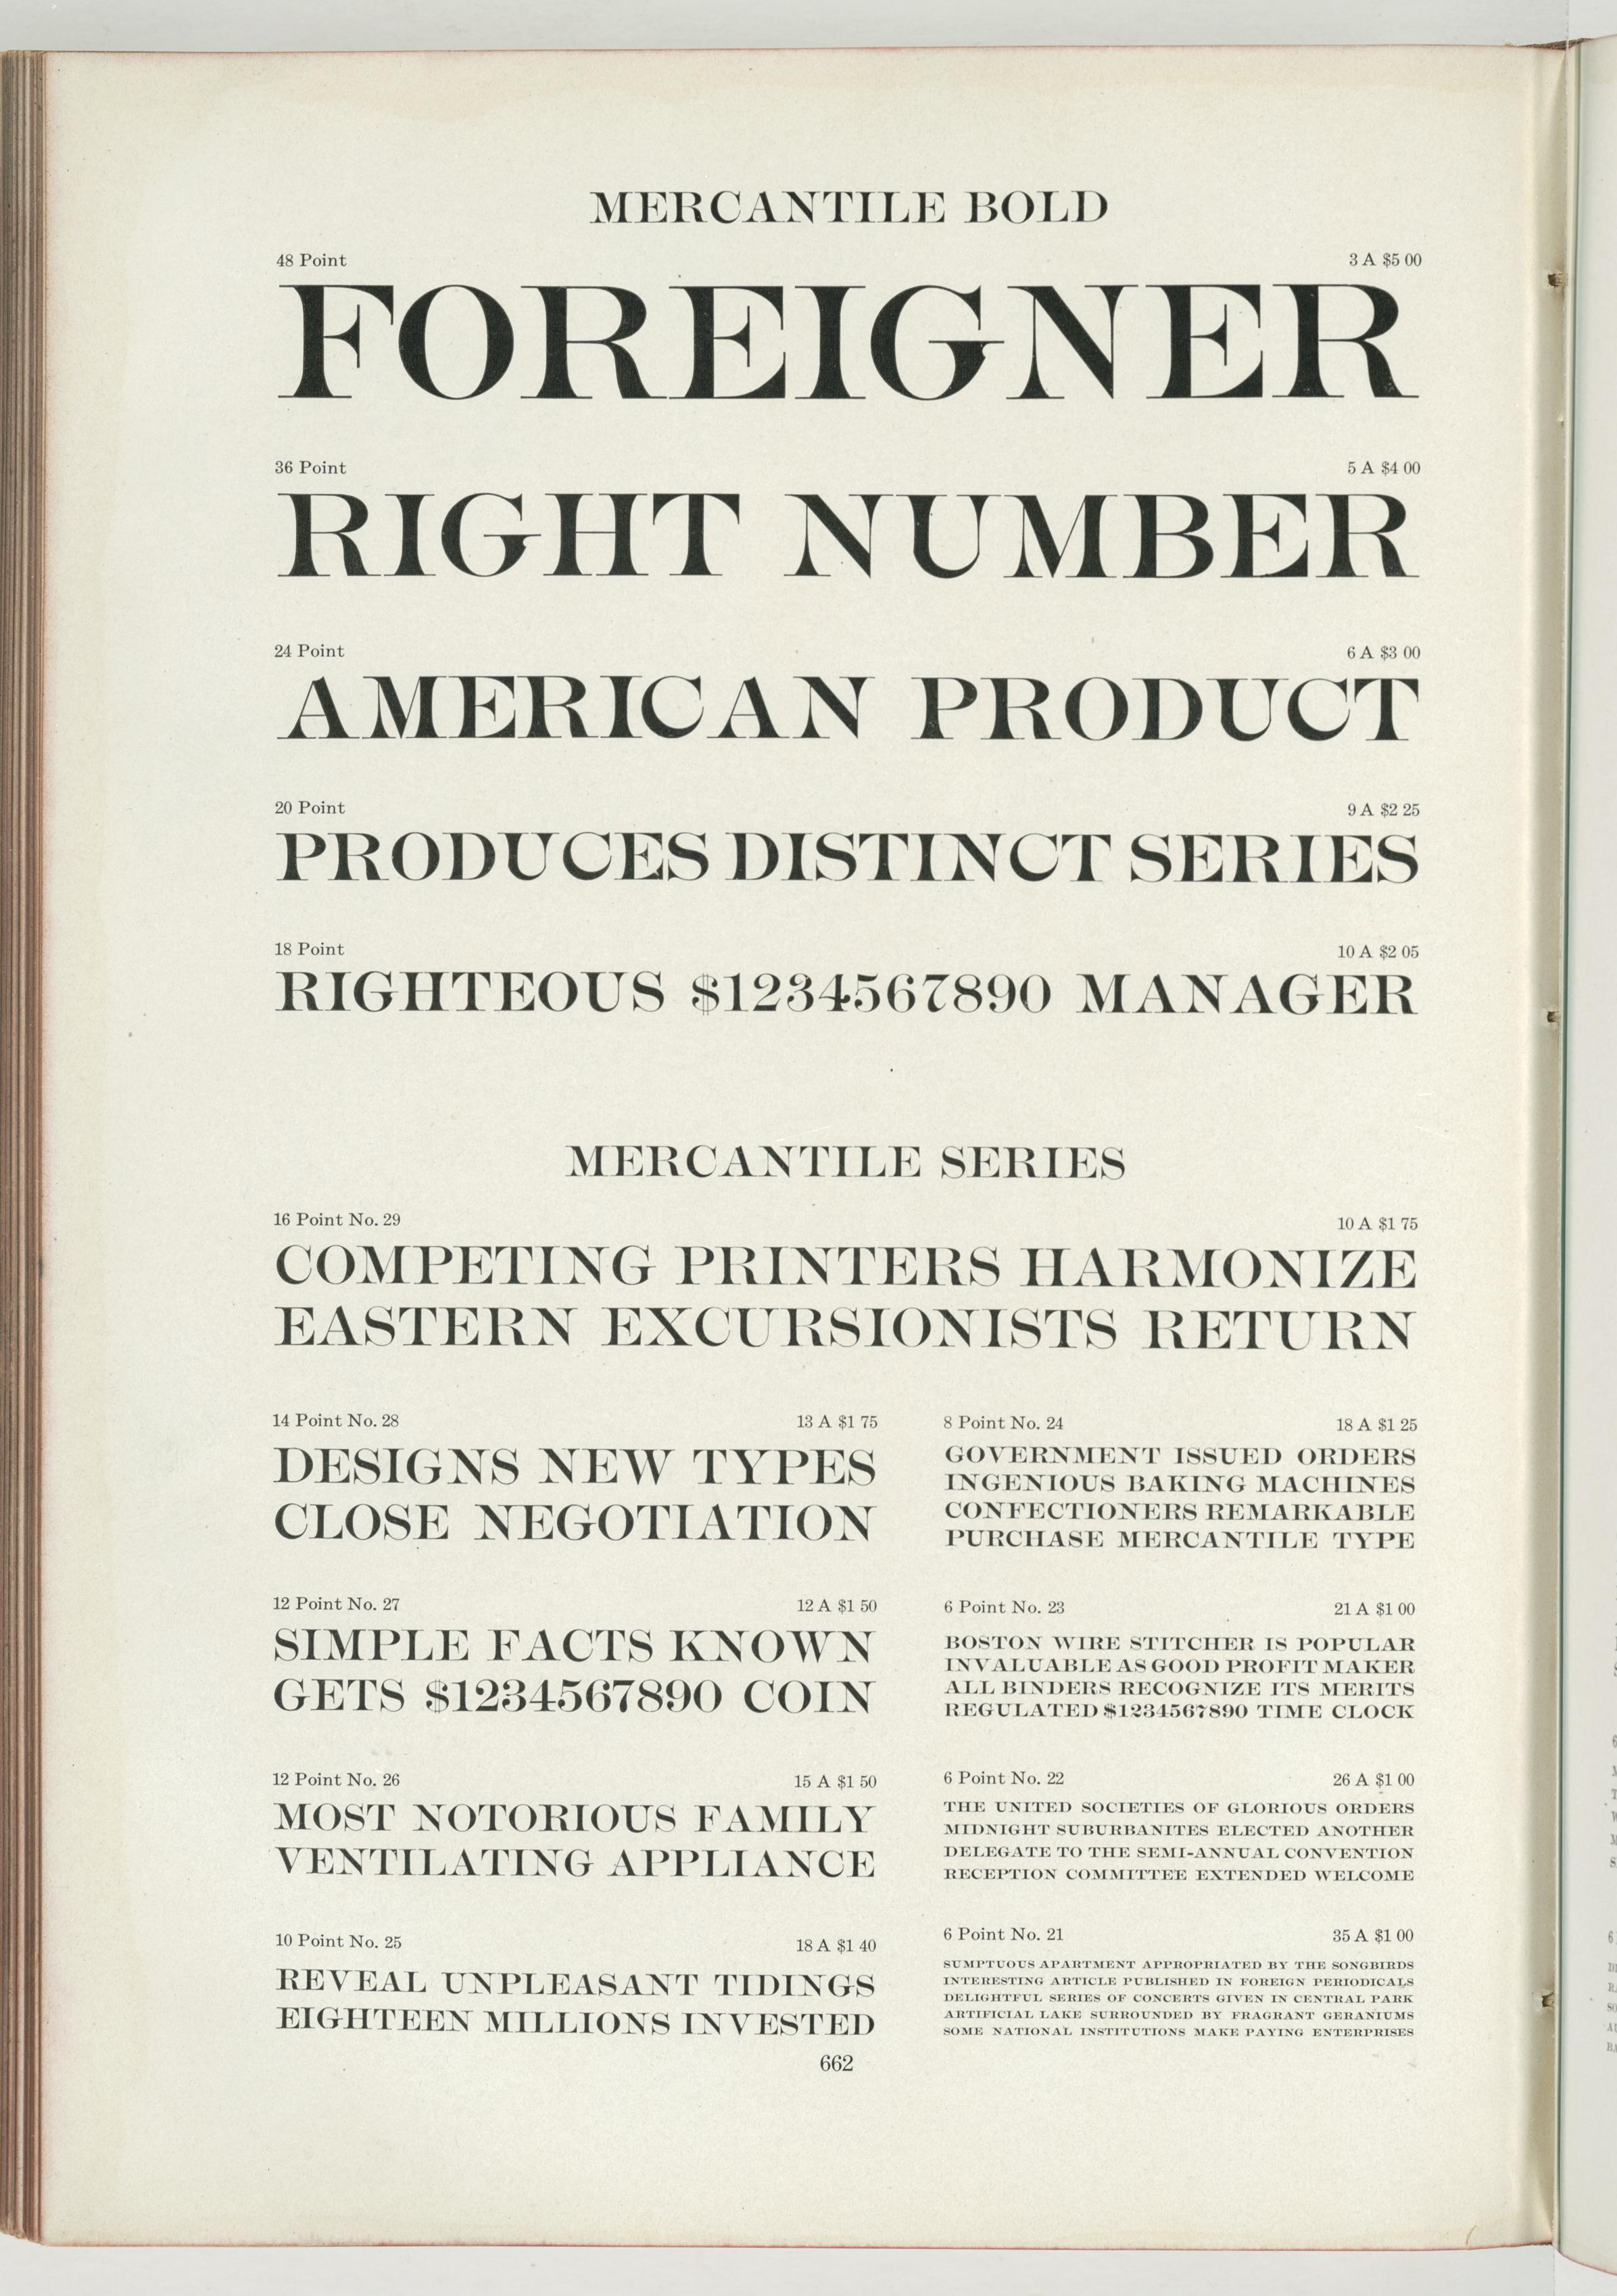 MERCANTILE BOLD
48 Point 3 A $5 00
FOREIGNER
36 Point 5 A $4 00
RIGHT NUMBER
24 Point 6 A $3 00
AMERICAN PRODUCT
20 Point 9 A $2 25
PRODUCES DISTINCT SERIES
18 Point 10 A $2 05
RIGHTEOUS $1234567890 MANAGER
MERCANTILE SERIES
16 Point No. 29 10 A $1 75
COMPETING PRINTERS HARMONIZE
EASTERN EXCURSIONISTS RETURN
14 Point No. 28 13 A $1 75
DESIGNS NEW TYPES
CLOSE NEGOTIATION
12 Point No. 27 12 A $1 50
SIMPLE FACTS KNOWN
GETS $1234567890 COIN
12 Point No. 26 15 A $1 50
MOST NOTORIOUS FAMILY
VENTILATING APPLIANCE
10 Point No. 25 18 A $1 40
REVEAL UNPLEASANT TIDINGS
EIGHTEEN MILLIONS INVESTED
8 Point No. 24 18 A $1 25
GOVERNMENT ISSUED ORDERS
INGENIOUS BAKING MACHINES
CONFECTIONERS REMARKABLE
PURCHASE MERCANTILE TYPE
6 Point No. 23 21 A $1 00
BOSTON WIRE STITCHER IS POPULAR
INVALUABLE AS GOOD PROFIT MAKER
ALL BINDERS RECOGNIZE ITS MERITS
REGULATED $1234567890 TIME CLOCK
6 Point No. 22 26 A $1 00
THE UNITED SOCIETIES OF GLORIOUS ORDERS
MIDNIGHT SUBURBANITES ELECTED ANOTHER
DELEGATE TO THE SEMI-ANNUAL CONVENTION
RECEPTION COMMITTEE EXTENDED WELCOME
6 Point No. 21 35 A $1 00
SUMPTUOUS APARTMENT APPROPRIATED BY THE SONGBIRDS
INTERESTING ARTICLE PUBLISHED IN FOREIGN PERIODICALS
DELIGHTFUL SERIES OF CONCERTS GIVEN IN CENTRAL PARK
ARTIFICIAL LAKE SURROUNDED BY FRAGRANT GERANIUMS
SOME NATIONAL INSTITUTIONS MAKE PAYING ENTERPRISES
662